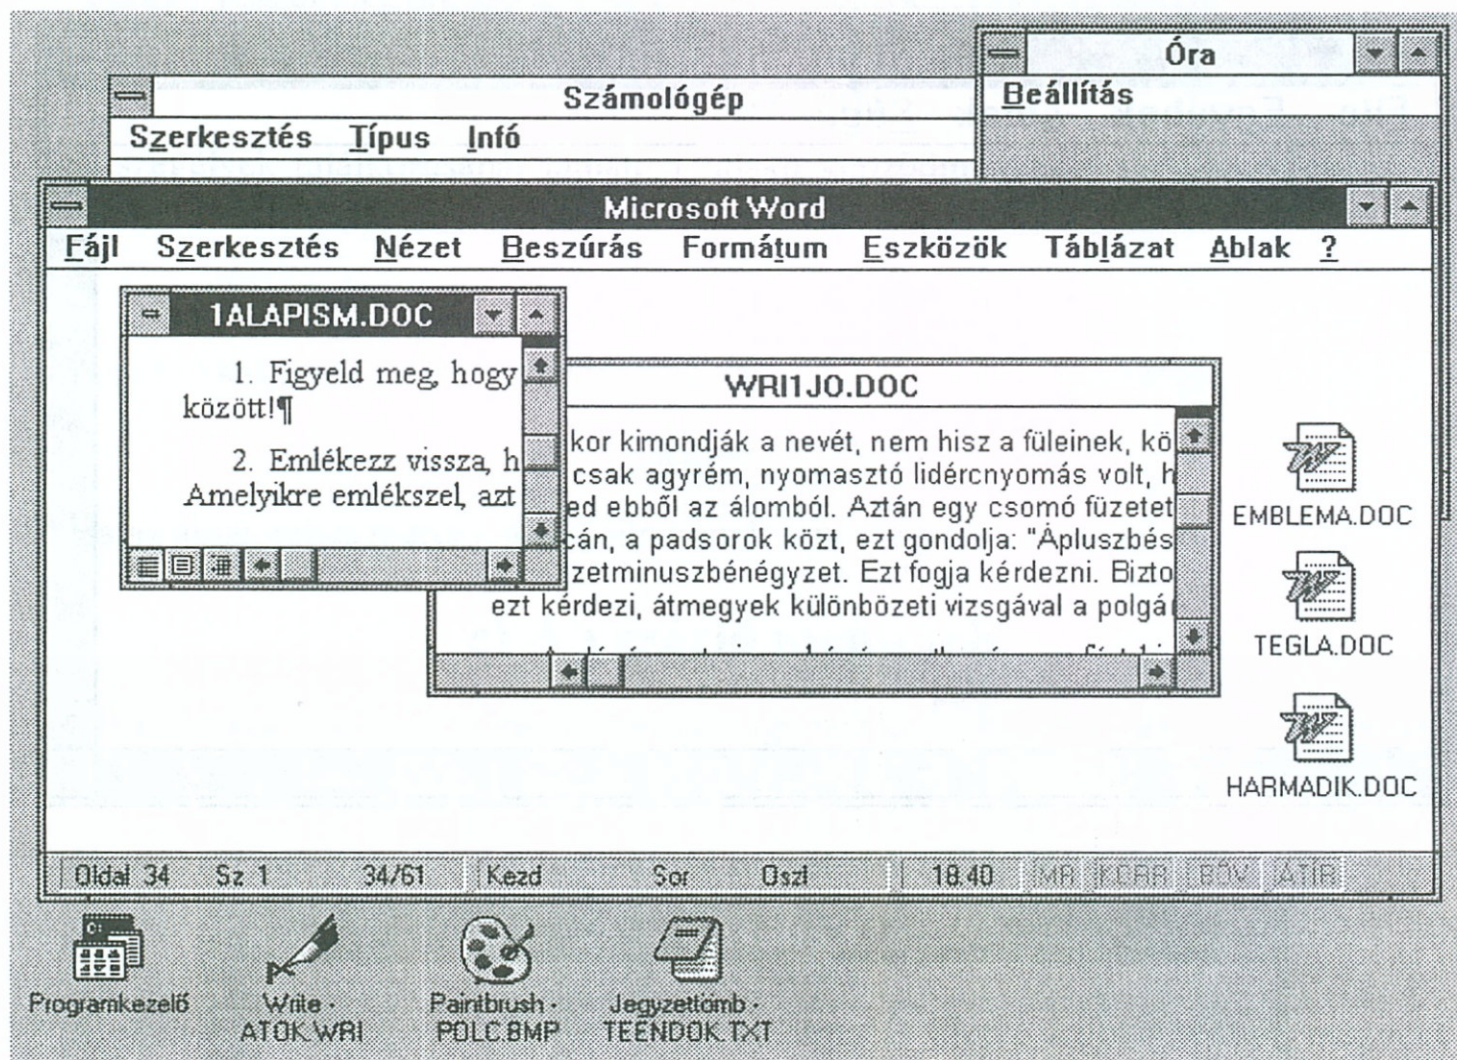 Óra
Beállítás
Számológép
Szerkesztés Típus Infó
Microsoft Word
Fájl Szerkesztés Nézet Beszúrás Formátum Eszközök Táblázat Ablak ?
1ALAPISM.DOC
1. Figyeld meg, hogy
között!¶
2. Emlékezz vissza, h
Amelyikre emlékszel, azt
WRI1JO.DOC
kor kimondják a nevét, nem hisz a füleinek, kö
csak agyrém, nyomasztó lidércnyomás volt, h
ed ebből az álomból. Aztán egy csomó füzetet
cán, a padsorok közt, ezt gondolja: "Ápluszbés
zetminuszbénégyzet. Ezt fogja kérdezni. Bizto
ezt kérdezi, átmegyek különbözeti vizsgával a polgá
EMBLEMA.DOC
TEGLA.DOC
HARMADIK.DOC
Oldal 34 Sz 1 34/61 Kezd Sor Oszl 18.40 MR KORR BŐV ÁTÍR
Programkezelő
Write -
ATOK.WRI
Paintbrush -
POLC.BMP
Jegyzettömb -
TEENDOK.TXT